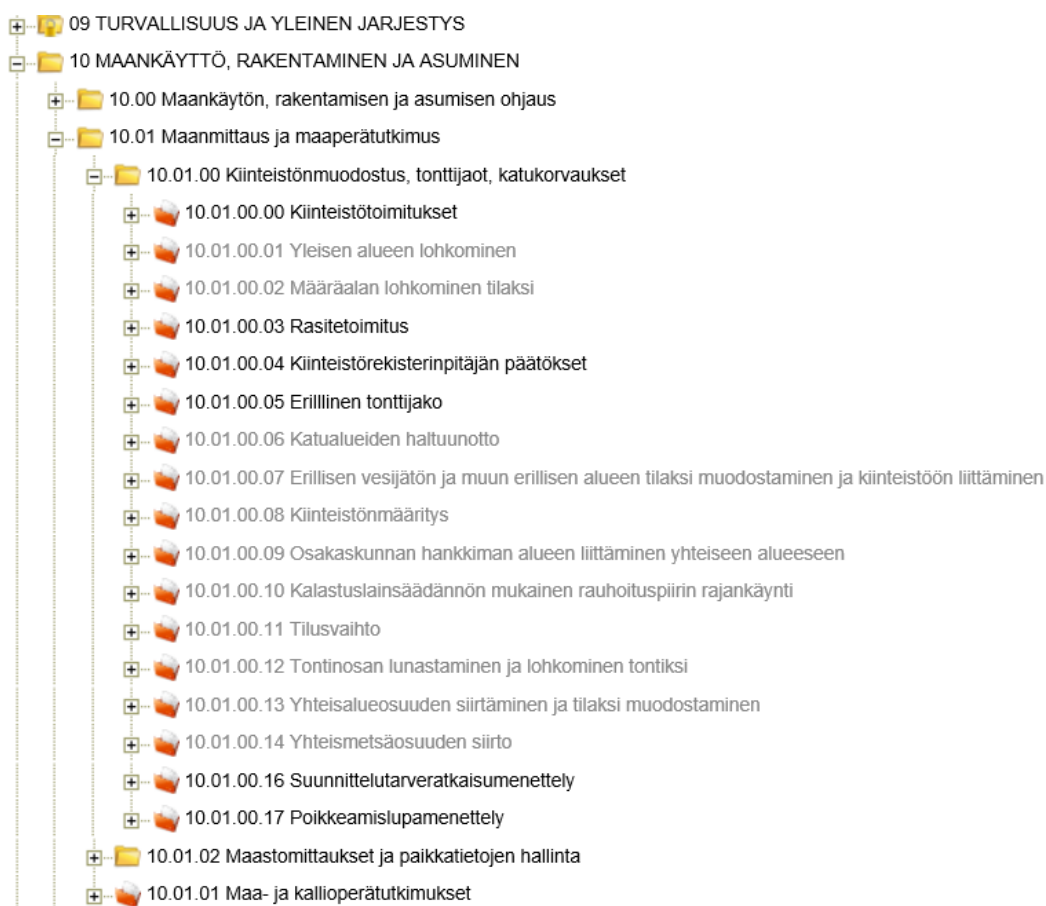 09 TURVALLISUUS JA YLEINEN JARJESTYS
10 MAANKÄYTTÖ, RAKENTAMINEN JA ASUMINEN
10.00 Maankäytön, rakentamisen ja asumisen ohjaus
10.01 Maanmittaus ja maaperätutkimus
10.01.00 Kiinteistönmuodostus, tonttijaot, katukorvaukset
10.01.00.00 Kiinteistötoimitukset
10.01.00.01 Yleisen alueen lohkominen
10.01.00.02 Määräalan lohkominen tilaksi
10.01.00.03 Rasitetoimitus
10.01.00.04 Kiinteistörekisterinpitäjän päätökset
10.01.00.05 Erilllinen tonttijako
10.01.00.06 Katualueiden haltuunotto
10.01.00.07 Erillisen vesijätön ja muun erillisen alueen tilaksi muodostaminen ja kiinteistöön liittäminen
10.01.00.08 Kiinteistönmääritys
10.01.00.09 Osakaskunnan hankkiman alueen liittäminen yhteiseen alueeseen
10.01.00.10 Kalastuslainsäädännön mukainen rauhoituspiirin rajankäynti
10.01.00.11 Tilusvaihto
10.01.00.12 Tontinosan lunastaminen ja lohkominen tontiksi
10.01.00.13 Yhteisalueosuuden siirtäminen ja tilaksi muodostaminen
10.01.00.14 Yhteismetsäosuuden siirto
10.01.00.16 Suunnittelutarveratkaisumenettely
10.01.00.17 Poikkeamislupamenettely
10.01.02 Maastomittaukset ja paikkatietojen hallinta
10.01.01 Maa- ja kallioperätutkimukset